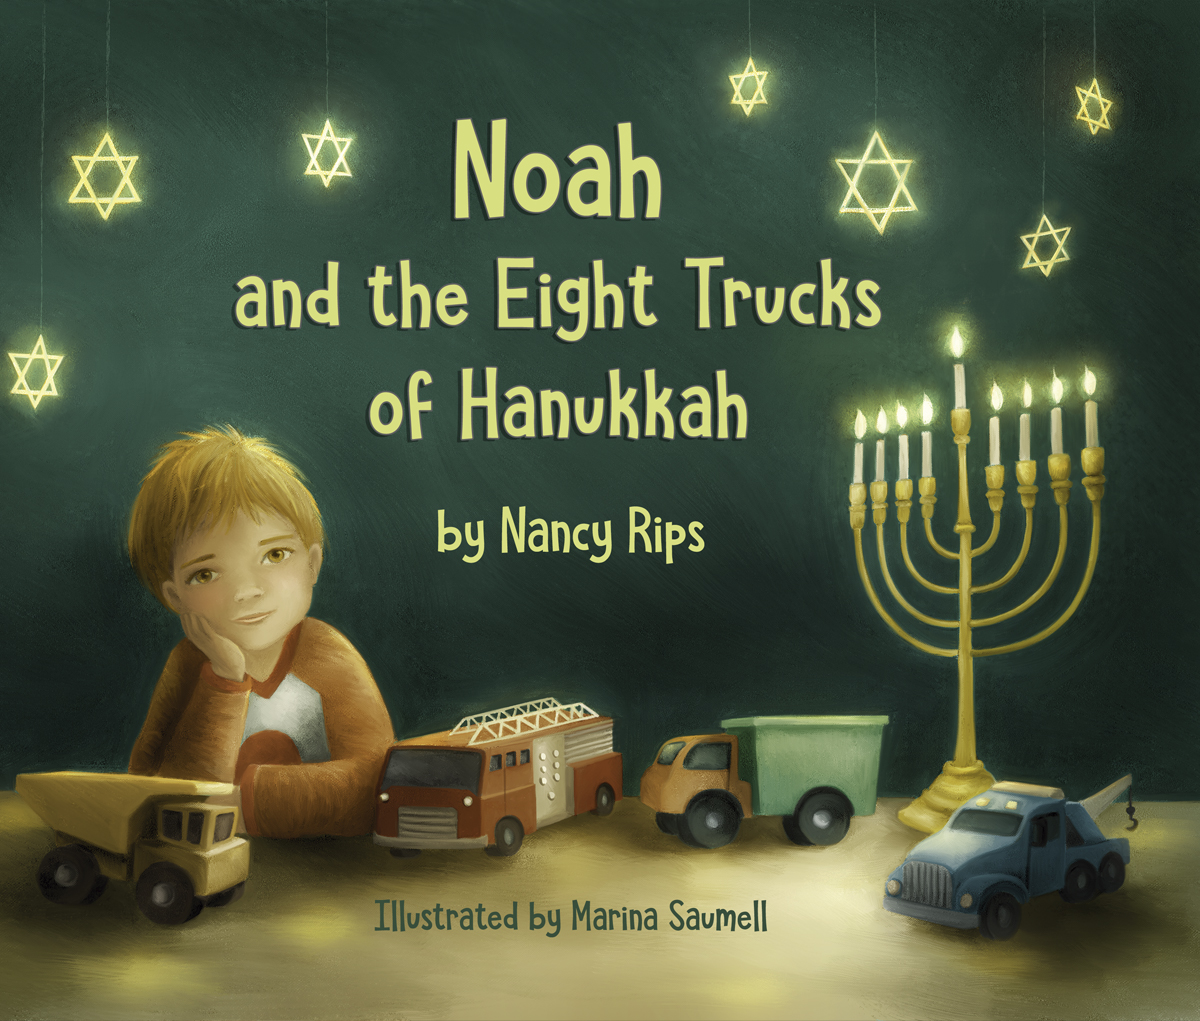 Noah
and the Eight Trucks
of Hanukkah
by Nancy Rips
Illustrated by Marina Saumell